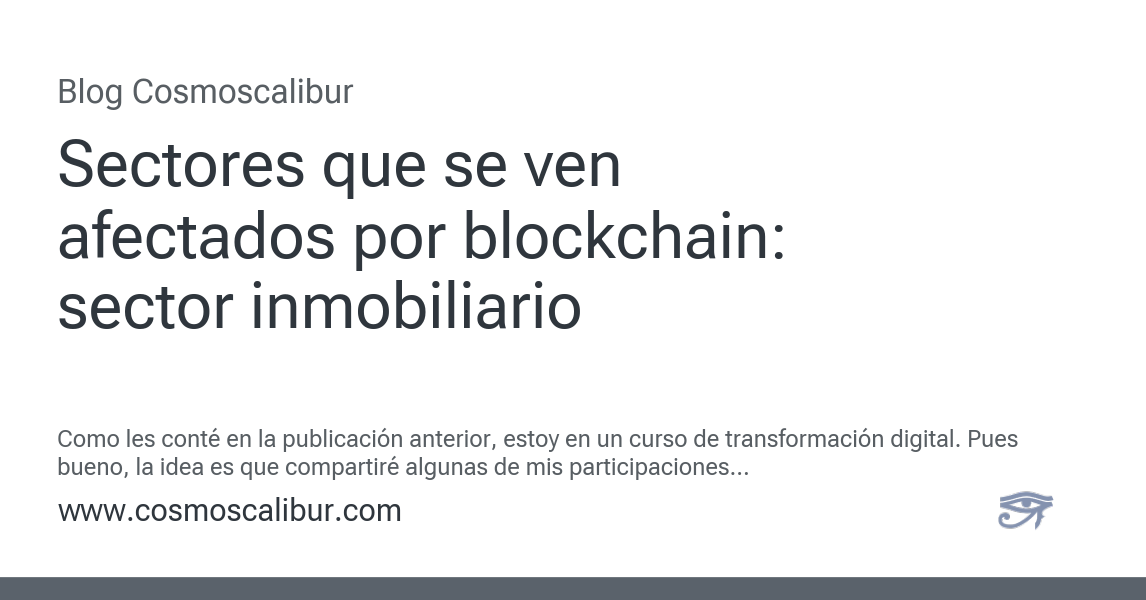 Blog Cosmoscalibur
Sectores que se ven
afectados por blockchain:
sector inmobiliario
Como les conté en la publicación anterior, estoy en un curso de transformación digital. Pues
bueno, la idea es que compartiré algunas de mis participaciones...
www.cosmoscalibur.com